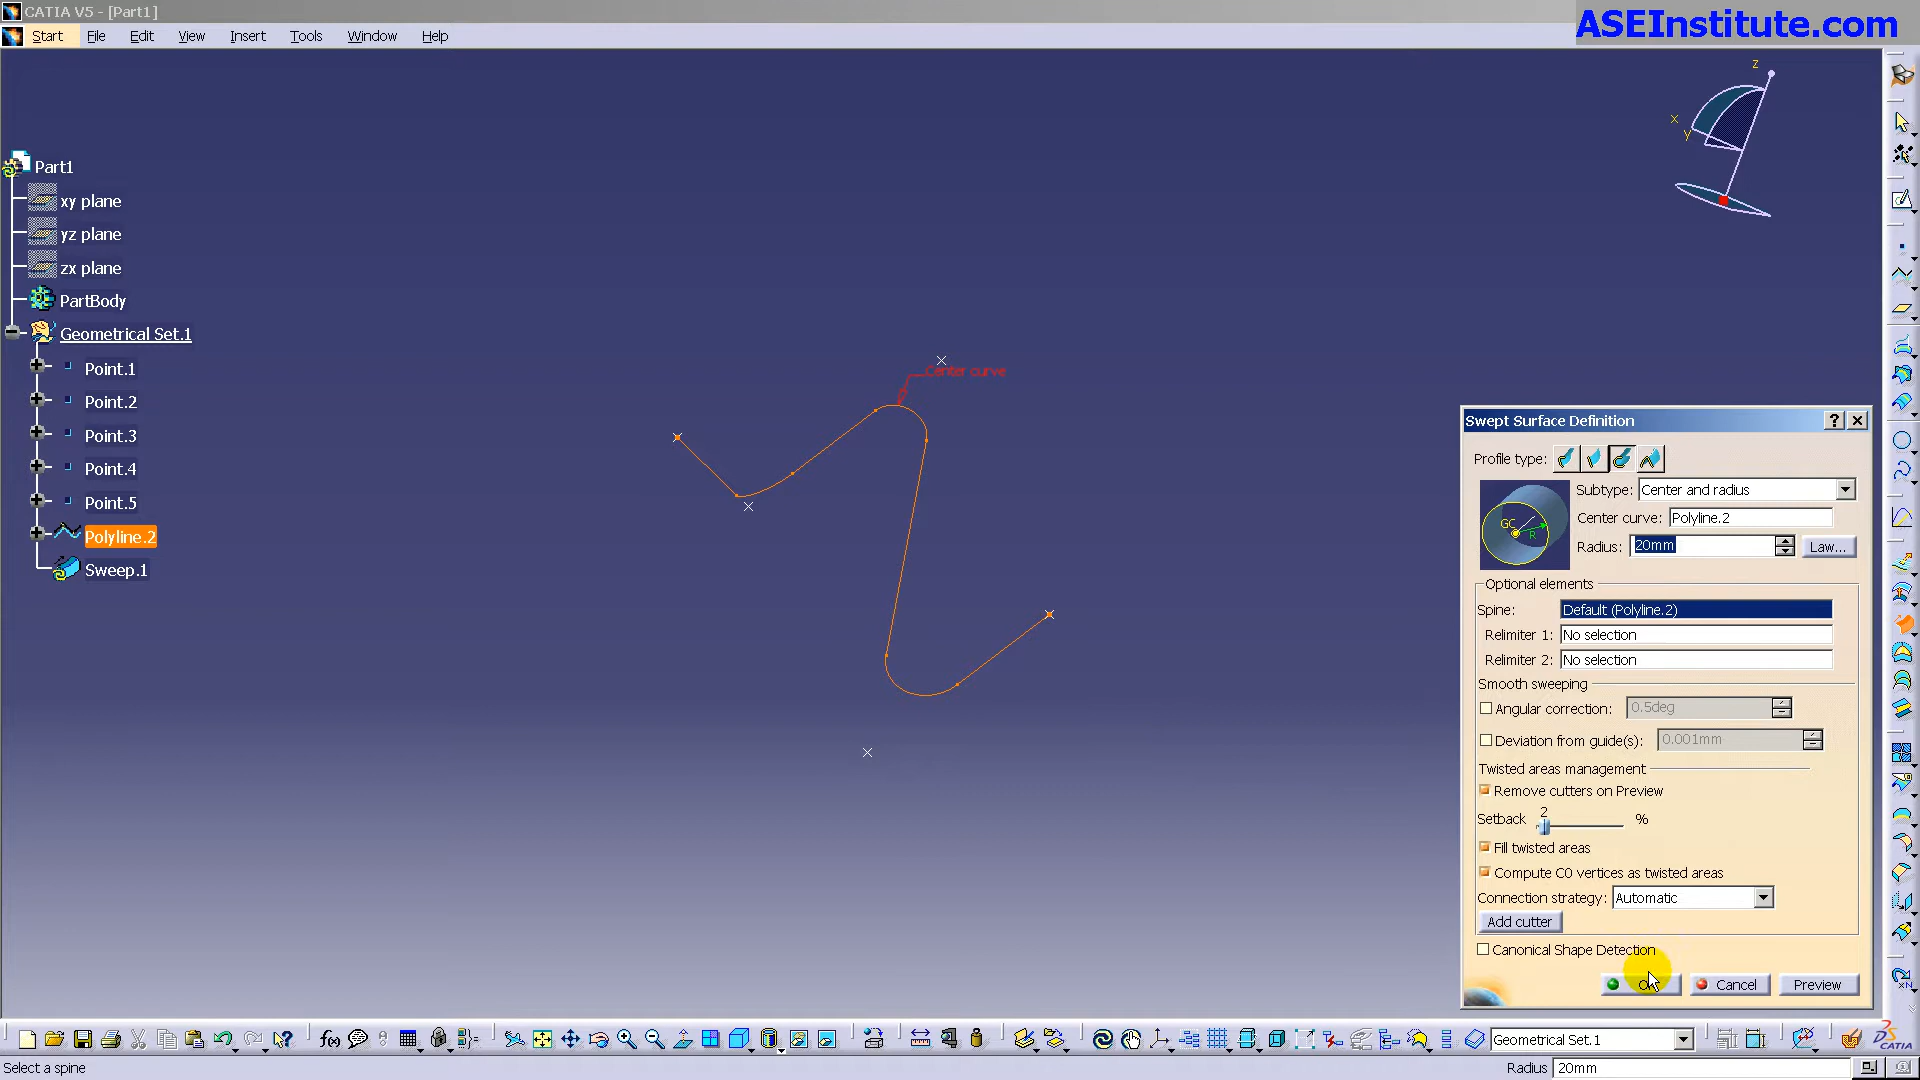 CATIA V5 - [Part1]
ASEInstitute.com
Start File Edit View Insert Tools Window Help
z
x
y
Part1
xy plane
yz plane
zx plane
PartBody
Geometrical Set.1
Point.1
Point.2
Point.3
Point.4
Point.5
Polyline.2
Sweep.1
Center curve
Swept Surface Definition
Profile type:
Subtype: Center and radius
Center curve: Polyline.2
Radius: 20mm Law...
GC
R
Optional elements
Spine: Default (Polyline.2)
Relimiter 1: No selection
Relimiter 2: No selection
Smooth sweeping
Angular correction: 0.5deg
Deviation from guide(s): 0.001mm
Twisted areas management
Remove cutters on Preview
2
Setback %
Fill twisted areas
Compute C0 vertices as twisted areas
Connection strategy: Automatic
Add cutter
Canonical Shape Detection
Cancel Preview
f(x)
Geometrical Set.1
CATIA
Select a spine
Radius 20mm